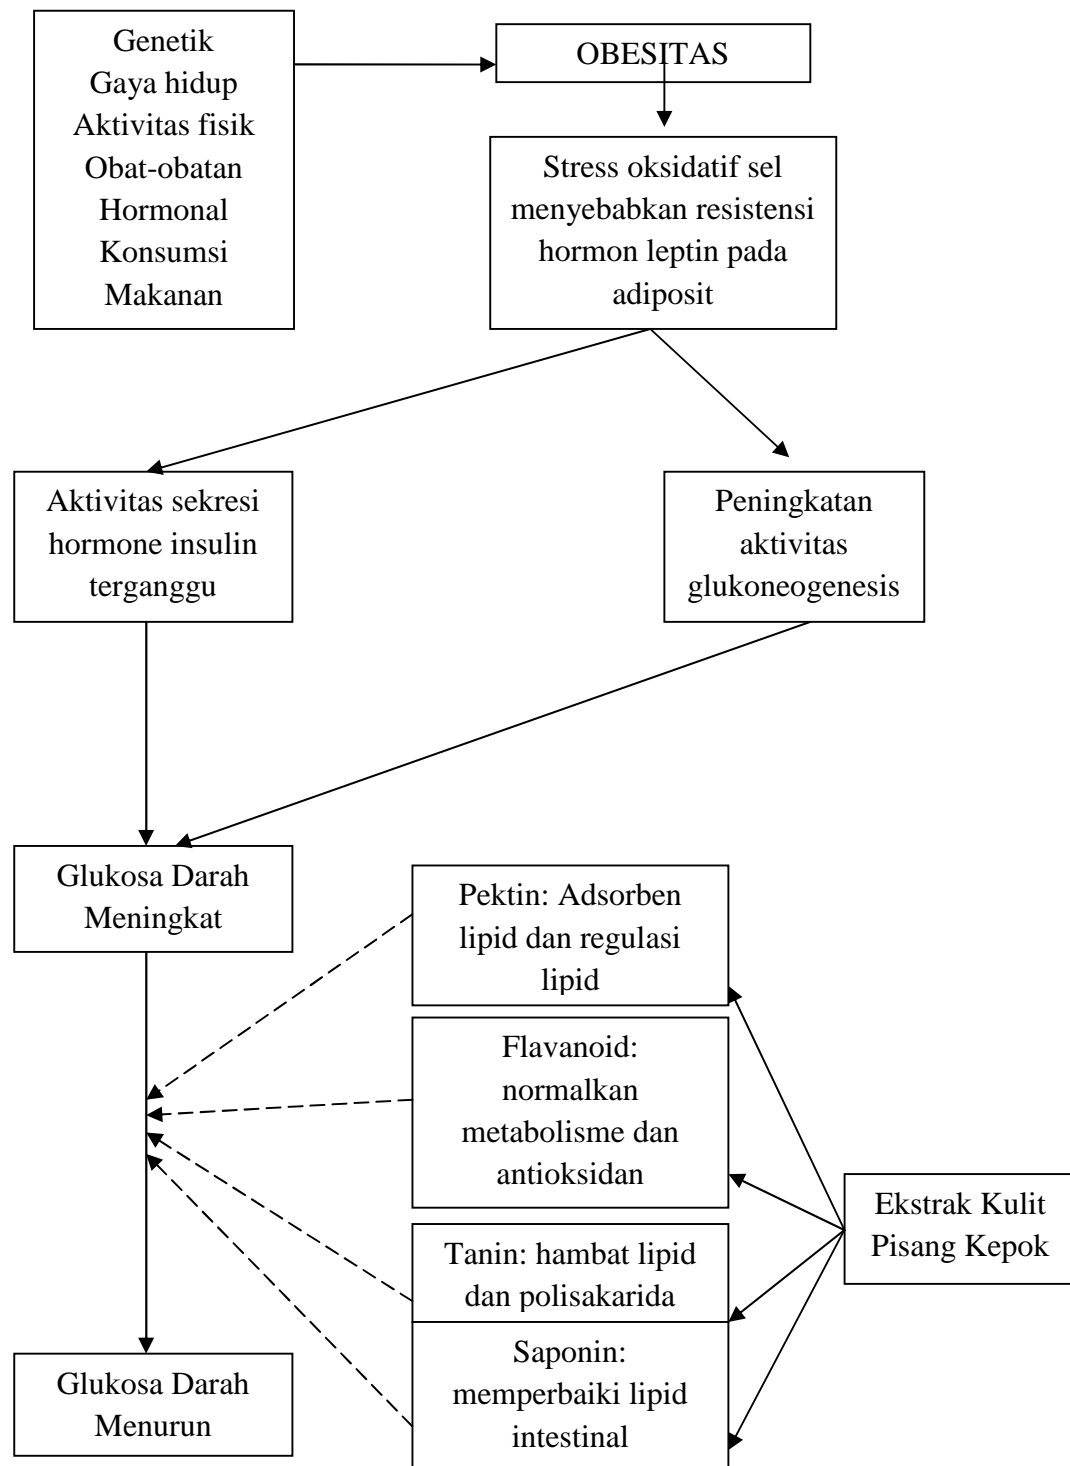 Genetik
Gaya hidup
Aktivitas fisik
Obat-obatan
Hormonal
Konsumsi
Makanan
OBESITAS
Stress oksidatif sel
menyebabkan resistensi
hormon leptin pada
adiposit
Aktivitas sekresi
hormone insulin
terganggu
Peningkatan
aktivitas
glukoneogenesis
Glukosa Darah
Meningkat
Pektin: Adsorben
lipid dan regulasi
lipid
Flavanoid:
normalkan
metabolisme dan
antioksidan
Ekstrak Kulit
Pisang Kepok
Tanin: hambat lipid
dan polisakarida
Saponin:
memperbaiki lipid
intestinal
Glukosa Darah
Menurun